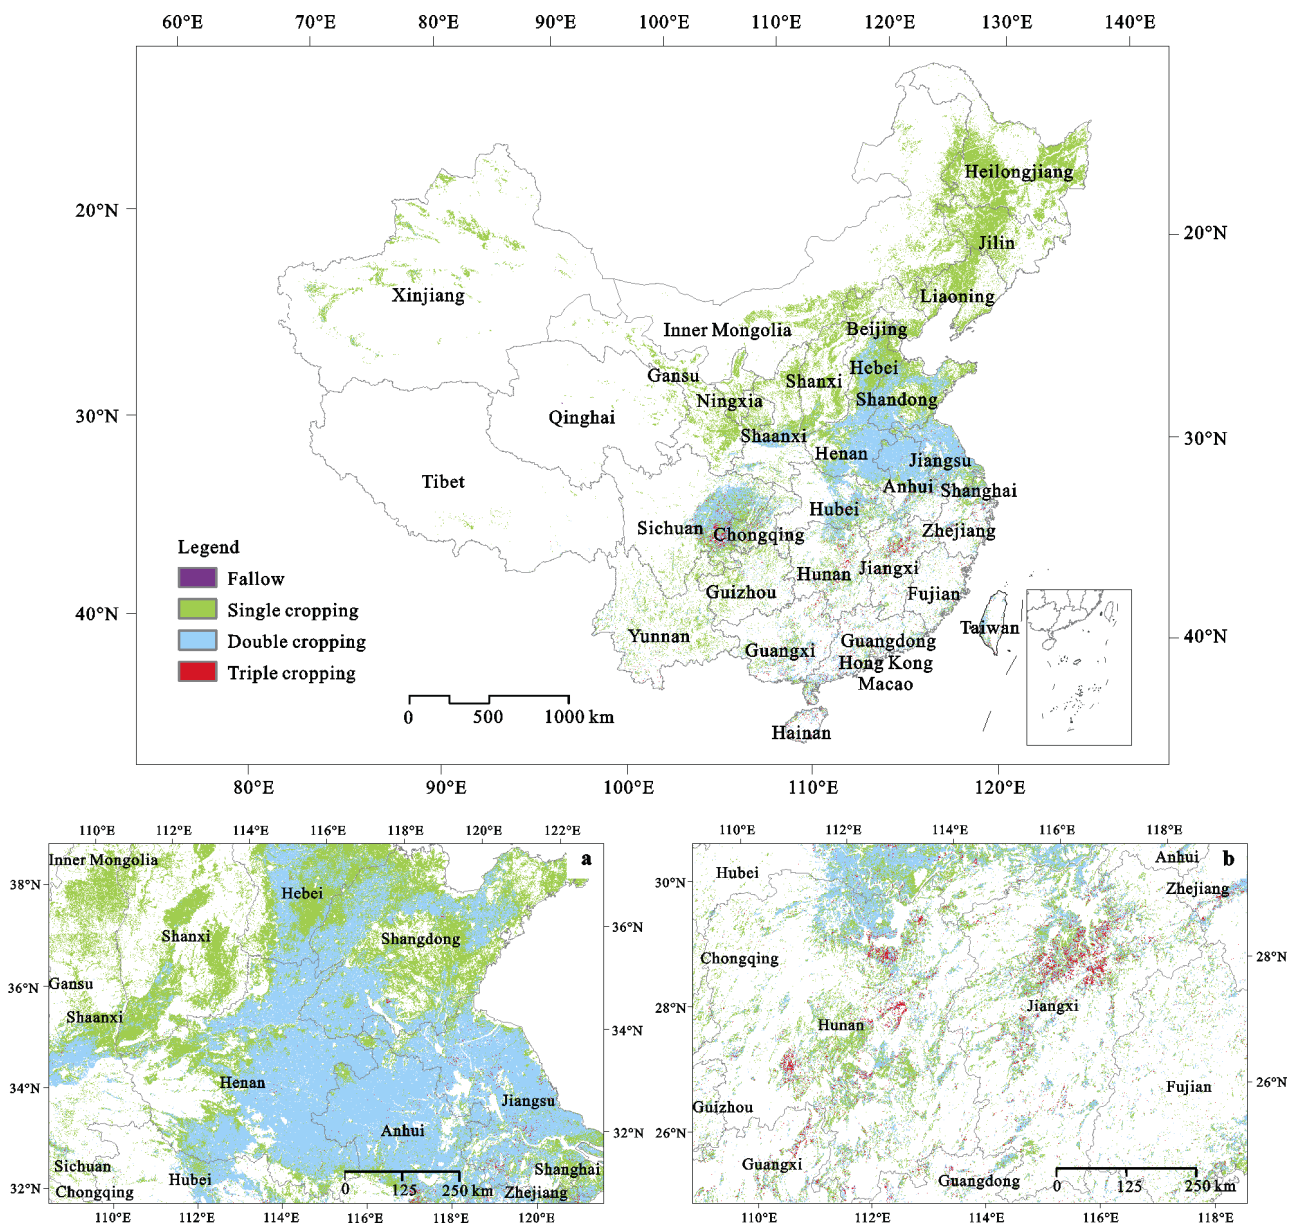 60°E 70°E 80°E 90°E 100°E 110°E 120°E 130°E 140°E
Heilongjiang
20°N
20°N
Jilin
Xinjiang
Liaoning
Inner Mongolia
Beijing
Hebei
Gansu
Shanxi
Ningxia
Shandong
30°N
Qinghai
30°N
Shaanxi
Henan
Jiangsu
Tibet
Anhui
Shanghai
Hubei
Sichuan
Chongqing
Zhejiang
Legend
Fallow
Single cropping
Double cropping
Triple cropping
Hunan
Jiangxi
Guizhou
Fujian
40°N
Yunnan
Taiwan
40°N
Guangxi
Guangdong
Hong Kong
Macao
Hainan
0 500 1000 km
80°E 90°E 100°E 110°E 120°E
110°E 112°E 114°E 116°E 118°E 120°E 122°E
a
Inner Mongolia
38°N
Hebei
36°N
Shanxi
Shangdong
Gansu
36°N
Shaanxi
34°N
34°N
Henan
Jiangsu
Anhui
32°N
Sichuan
Hubei
Shanghai
Chongqing
Zhejiang
32°N
0 125 250 km
110°E 112°E 114°E 116°E 118°E 120°E
110°E 112°E 114°E 116°E 118°E
b
Anhui
Hubei
30°N
Zhejiang
Chongqing
28°N
28°N
Jiangxi
Hunan
Fujian
26°N
Guizhou
26°N
Guangxi
Guangdong
0 125 250 km
110°E 112°E 114°E 116°E 118°E